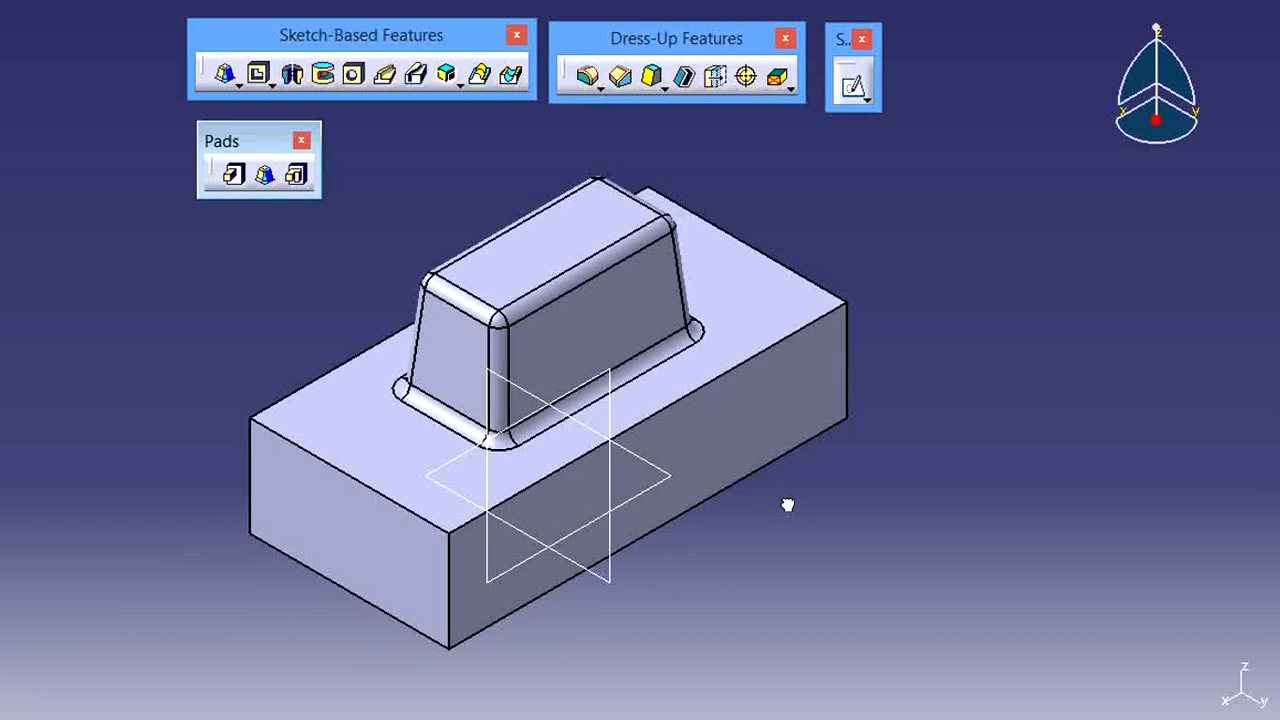 Sketch-Based Features
Dress-Up Features
S..
Pads
z
x
y
z
x
y